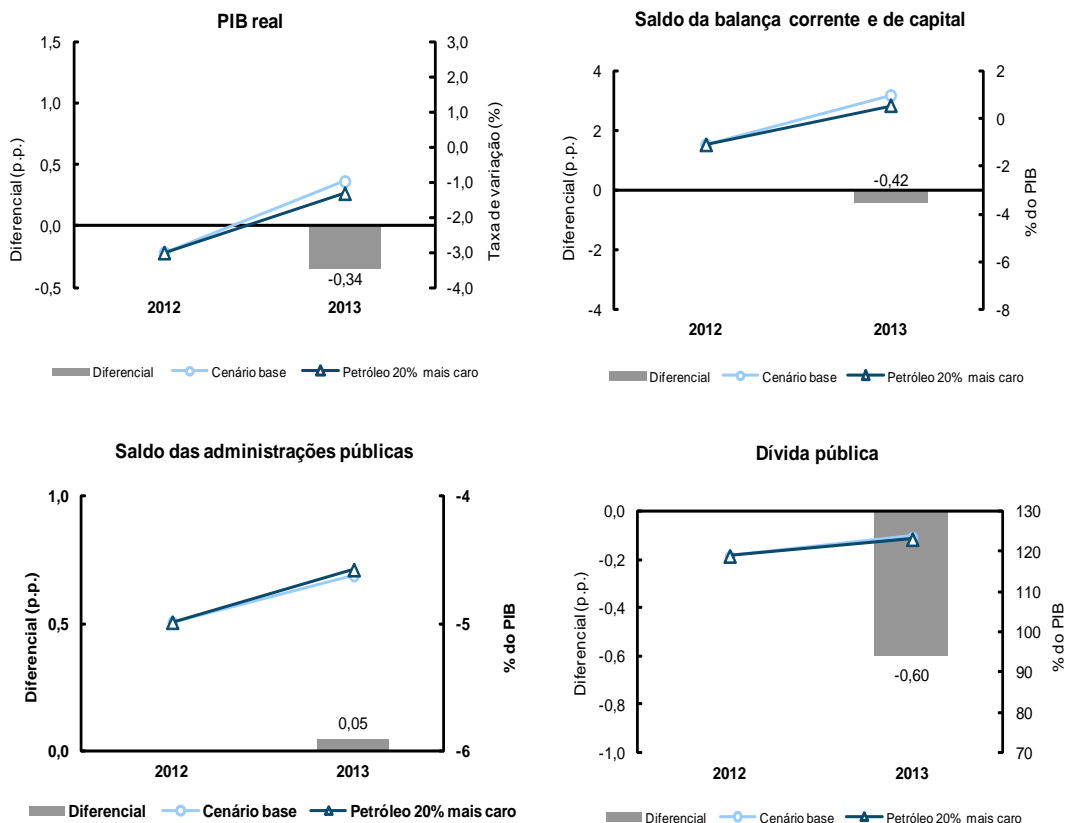 PIB real
1,5
1,0
0,5
0,0
-0,5
Diferencial (p.p.)
3,0
2,0
1,0
0,0
-1,0
-2,0
-3,0
-4,0
Taxa de variação (%)
-0,34
2012
2013
Diferencial
Cenário base
Petróleo 20% mais caro
Saldo da balança corrente e de capital
4
2
0
-2
-4
Diferencial (p.p.)
2
0
-2
-4
-6
-8
% do PIB
-0,42
2012
2013
Diferencial
Cenário base
Petróleo 20% mais caro
Saldo das administrações públicas
1,0
0,5
0,0
Diferencial (p.p.)
-4
-5
-6
% do PIB
0,05
2012
2013
Diferencial
Cenário base
Petróleo 20% mais caro
Dívida pública
0,0
-0,2
-0,4
-0,6
-0,8
-1,0
Diferencial (p.p.)
130
120
110
100
90
80
70
% do PIB
-0,60
2012
2013
Diferencial
Cenário base
Petróleo 20% mais caro